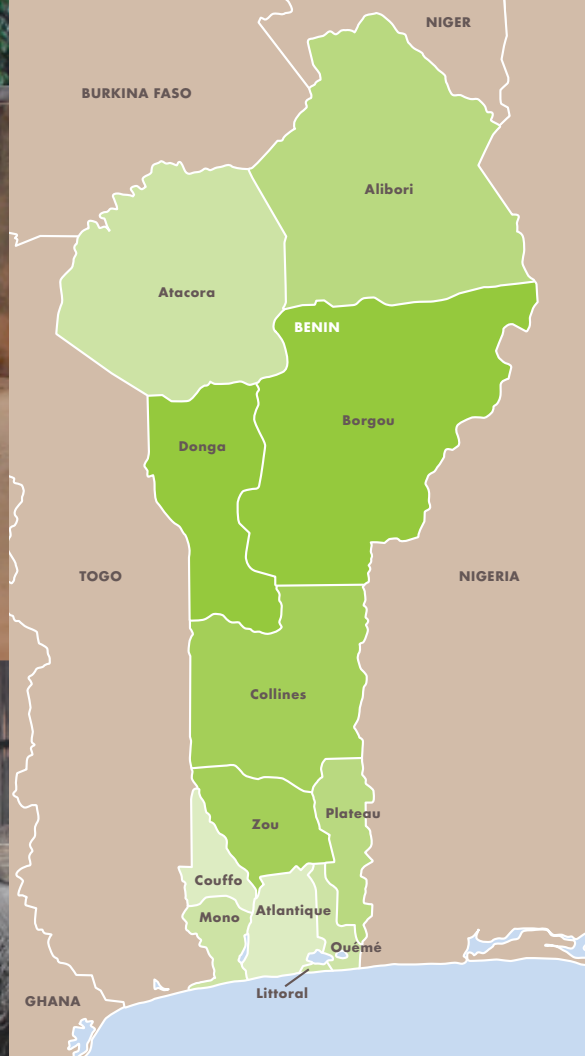 NIGER
BURKINA FASO
Alibori
Atacora
BENIN
Borgou
Donga
TOGO
NIGERIA
Collines
Plateau
Zou
Couffo
Atlantique
Mono
Ouémé
Littoral
GHANA